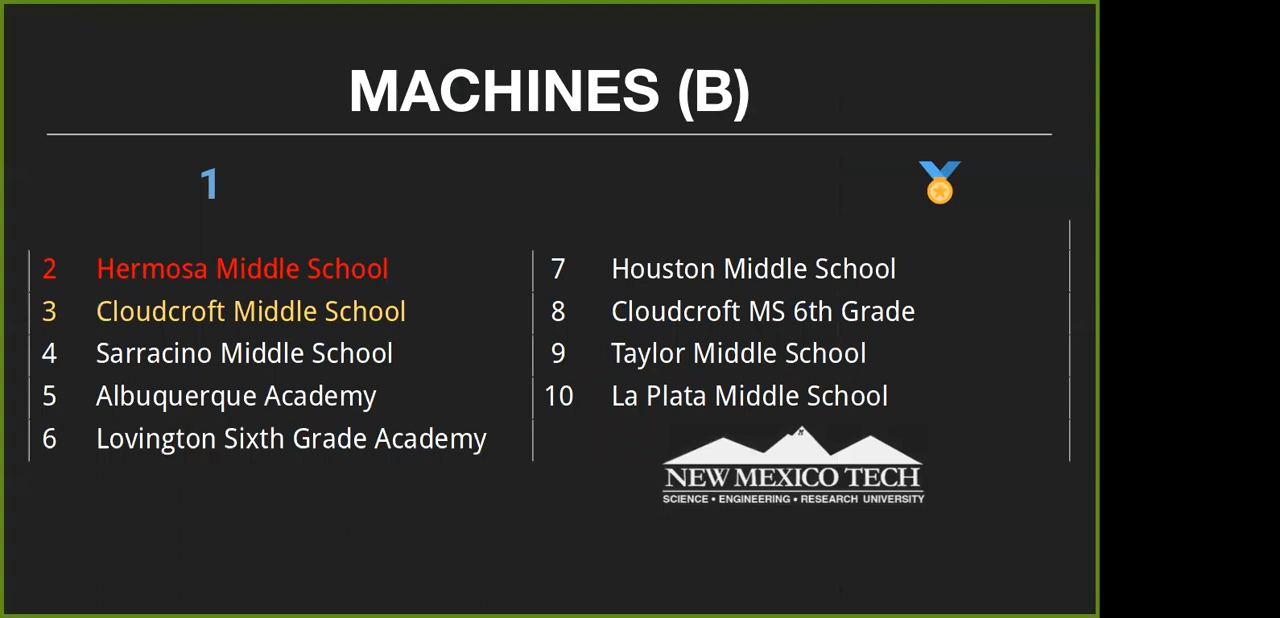 MACHINES (B)
1
2 Hermosa Middle School
3 Cloudcroft Middle School
4 Sarracino Middle School
5 Albuquerque Academy
6 Lovington Sixth Grade Academy
7 Houston Middle School
8 Cloudcroft MS 6th Grade
9 Taylor Middle School
10 La Plata Middle School
NEW MEXICO TECH
SCIENCE • ENGINEERING • RESEARCH UNIVERSITY